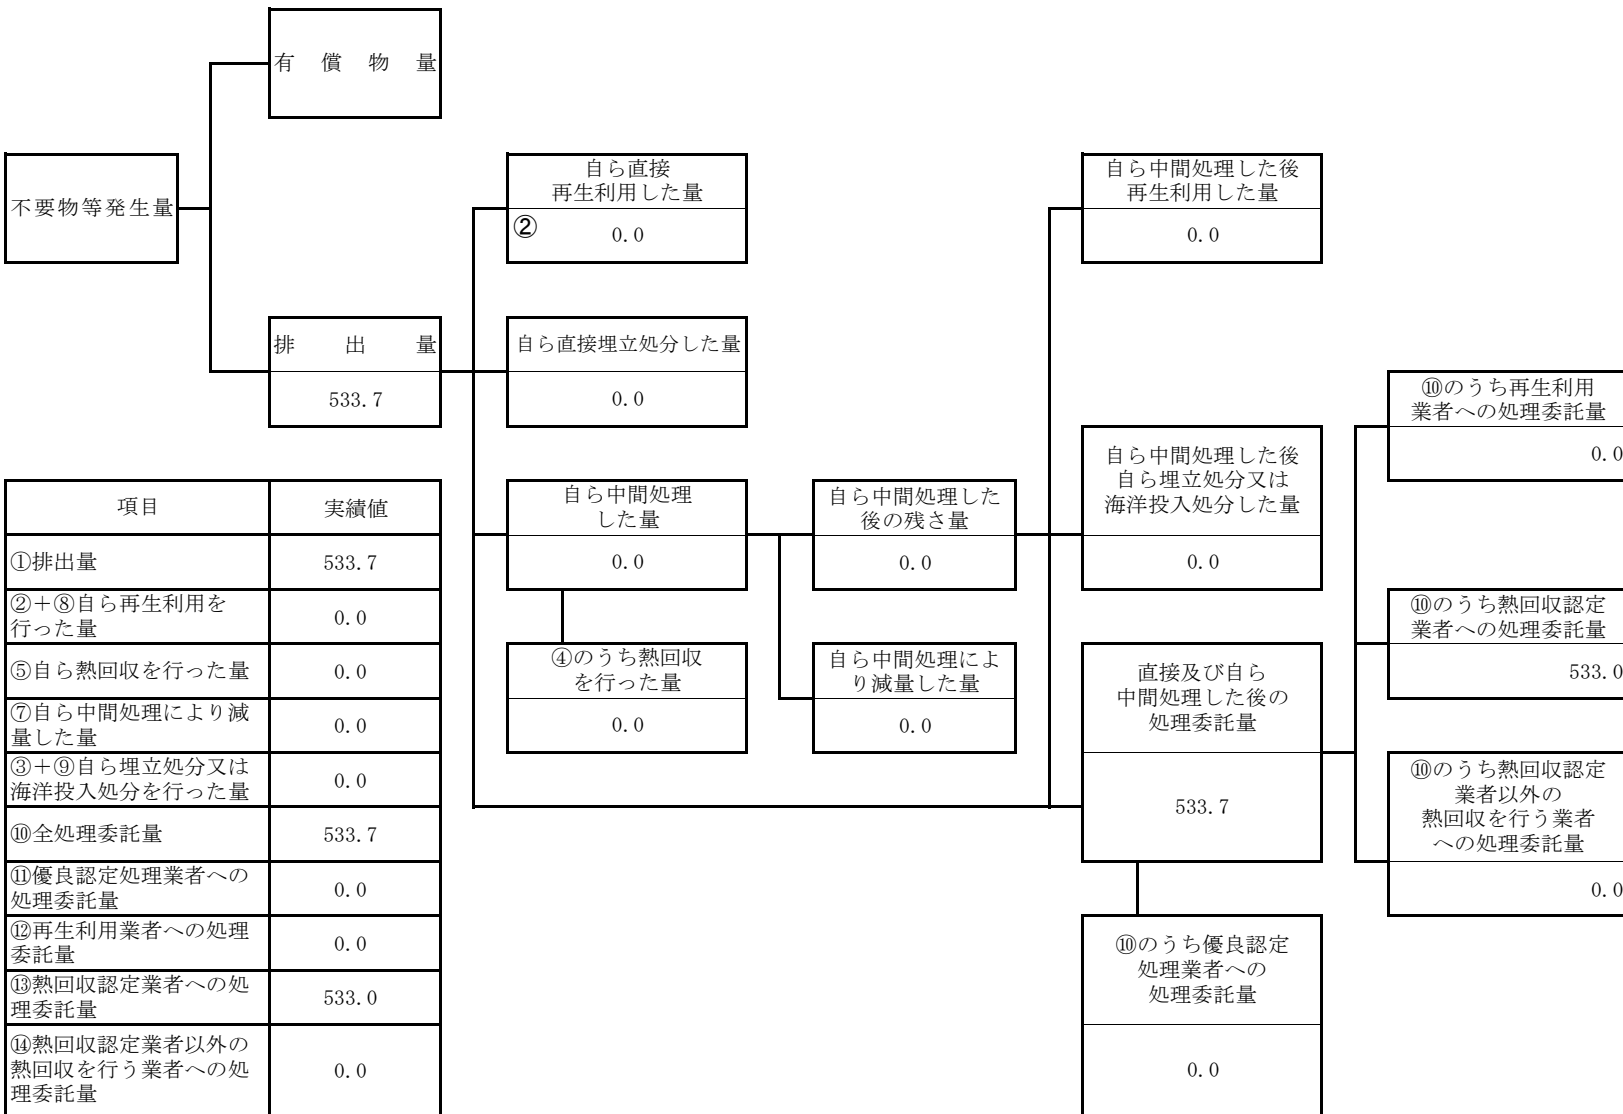 有償物量
不要物等発生量
自ら直接
再生利用した量
② 0.0
自ら中間処理した後
再生利用した量
0.0
排出量
533.7
自ら直接埋立処分した量
0.0
⑩のうち再生利用
業者への処理委託量
0.0
自ら中間処理した後
自ら埋立処分又は
海洋投入処分した量
0.0
自ら中間処理
した量
0.0
自ら中間処理した
後の残さ量
0.0
⑩のうち熱回収認定
業者への処理委託量
533.0
④のうち熱回収
を行った量
0.0
自ら中間処理によ
り減量した量
0.0
直接及び自ら
中間処理した後の
処理委託量
533.7
⑩のうち熱回収認定
業者以外の
熱回収を行う業者
への処理委託量
0.0
⑩のうち優良認定
処理業者への
処理委託量
0.0
項目 実績値
①排出量 533.7
②+⑧自ら再生利用を
行った量 0.0
⑤自ら熱回収を行った量 0.0
⑦自ら中間処理により減
量した量 0.0
③+⑨自ら埋立処分又は
海洋投入処分を行った量 0.0
⑩全処理委託量 533.7
⑪優良認定処理業者への
処理委託量 0.0
⑫再生利用業者への処理
委託量 0.0
⑬熱回収認定業者への処
理委託量 533.0
⑭熱回収認定業者以外の
熱回収を行う業者への処
理委託量 0.0